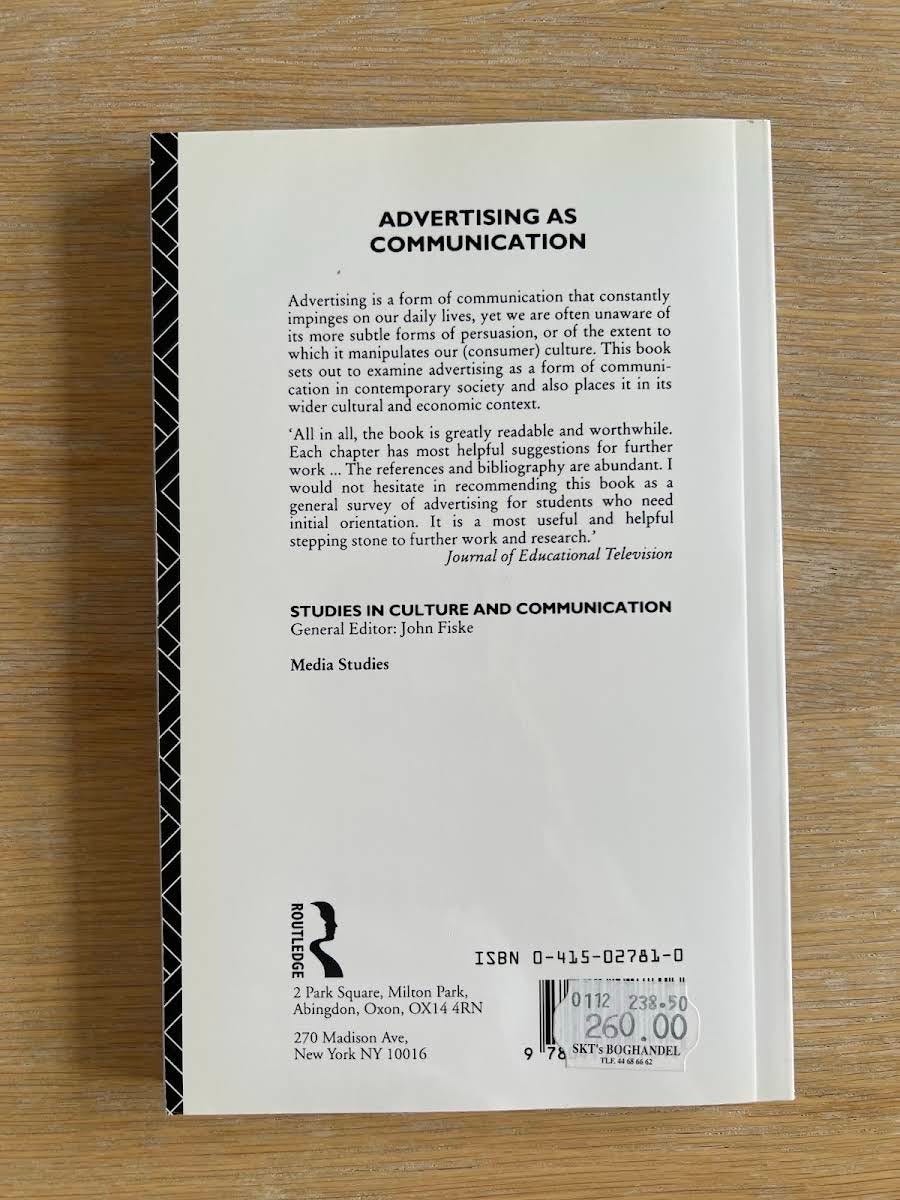 ADVERTISING AS
COMMUNICATION
Advertising is a form of communication that constantly
impinges on our daily lives, yet we are often unaware of
its more subtle forms of persuasion, or of the extent to
which it manipulates our (consumer) culture. This book
sets out to examine advertising as a form of communi-
cation in contemporary society and also places it in its
wider cultural and economic context.
‘All in all, the book is greatly readable and worthwhile.
Each chapter has most helpful suggestions for further
work ... The references and bibliography are abundant. I
would not hesitate in recommending this book as a
general survey of advertising for students who need
initial orientation. It is a most useful and helpful
stepping stone to further work and research.’
Journal of Educational Television
STUDIES IN CULTURE AND COMMUNICATION
General Editor: John Fiske
Media Studies
ROUTLEDGE
2 Park Square, Milton Park,
Abingdon, Oxon, OX14 4RN
270 Madison Ave,
New York NY 10016
ISBN 0-415-02781-0
0112 238.50
260.00
SKT's BOGHANDEL
TLF. 44 68 66 62
9 78